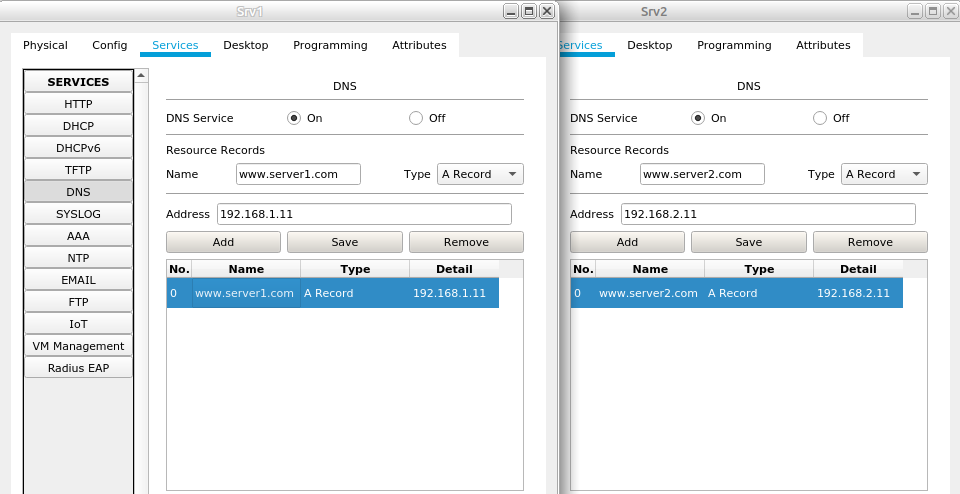 Srv1
Physical Config Services Desktop Programming Attributes
SERVICES
HTTP
DHCP
DHCPv6
TFTP
DNS
SYSLOG
AAA
NTP
EMAIL
FTP
IoT
VM Management
Radius EAP
DNS
DNS Service On Off
Resource Records
Name www.server1.com Type A Record
Address 192.168.1.11
Add Save Remove
No. Name Type Detail
0 www.server1.com A Record 192.168.1.11
Srv2
Services Desktop Programming Attributes
DNS
DNS Service On Off
Resource Records
Name www.server2.com Type A Record
Address 192.168.2.11
Add Save Remove
No. Name Type Detail
0 www.server2.com A Record 192.168.2.11